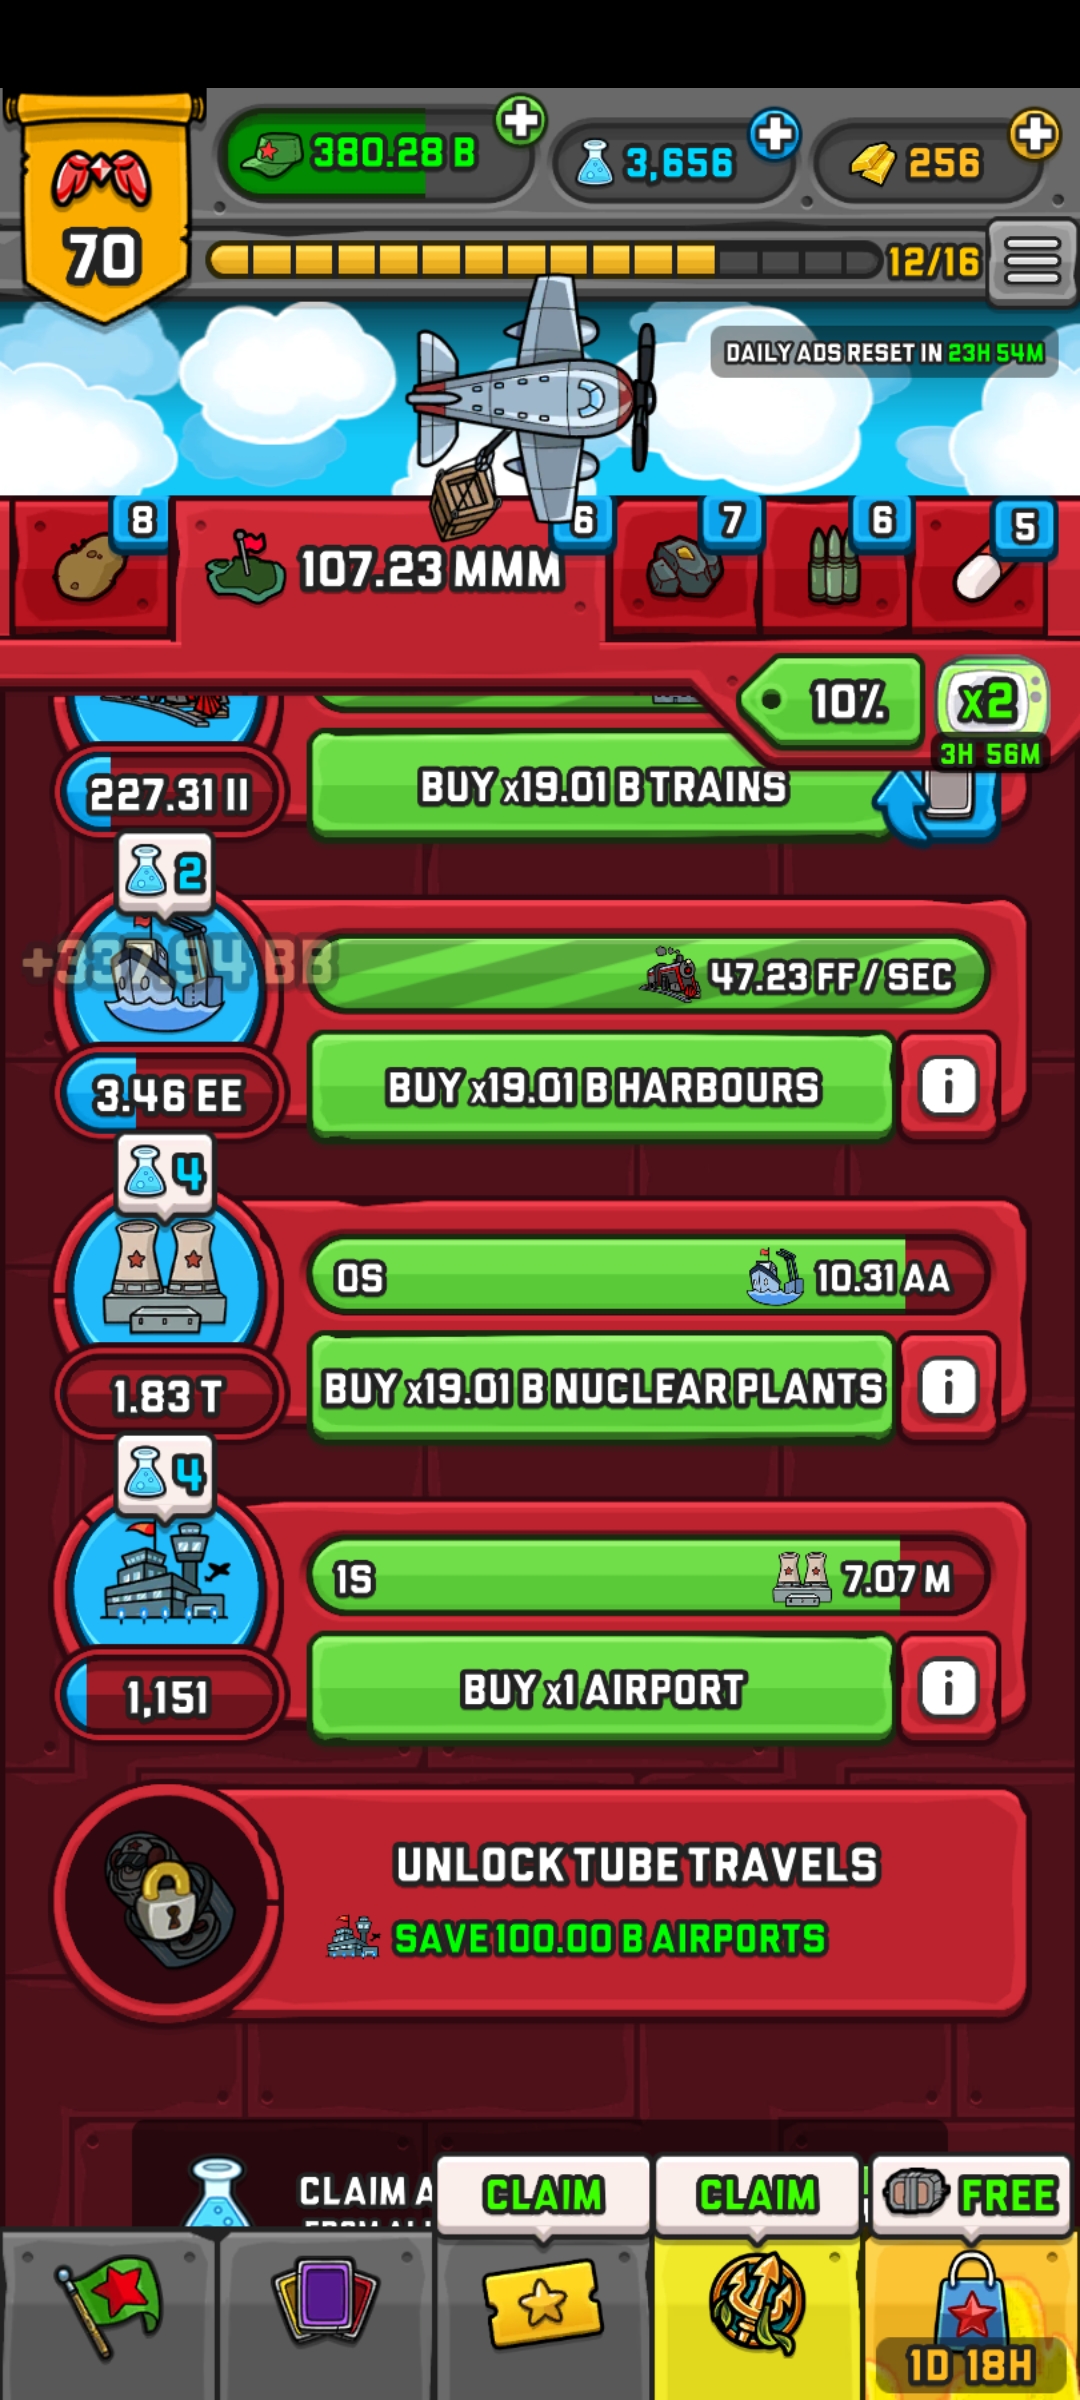 380.28 B
3,656
256
70
12/16
DAILY ADS RESET IN 23H 54M
8
107.23 MMM
6
7
6
5
10%
x2
3H 56M
227.31 II
BUY x19.01 B TRAINS
2
+337.94 BB
47.23 FF / SEC
3.46 EE
BUY x19.01 B HARBOURS
i
4
0S
10.31 AA
1.83 T
BUY x19.01 B NUCLEAR PLANTS
i
4
1S
7.07 M
1,151
BUY x1 AIRPORT
i
UNLOCK TUBE TRAVELS
SAVE 100.00 B AIRPORTS
CLAIM A
CLAIM
CLAIM
FREE
1D 18H